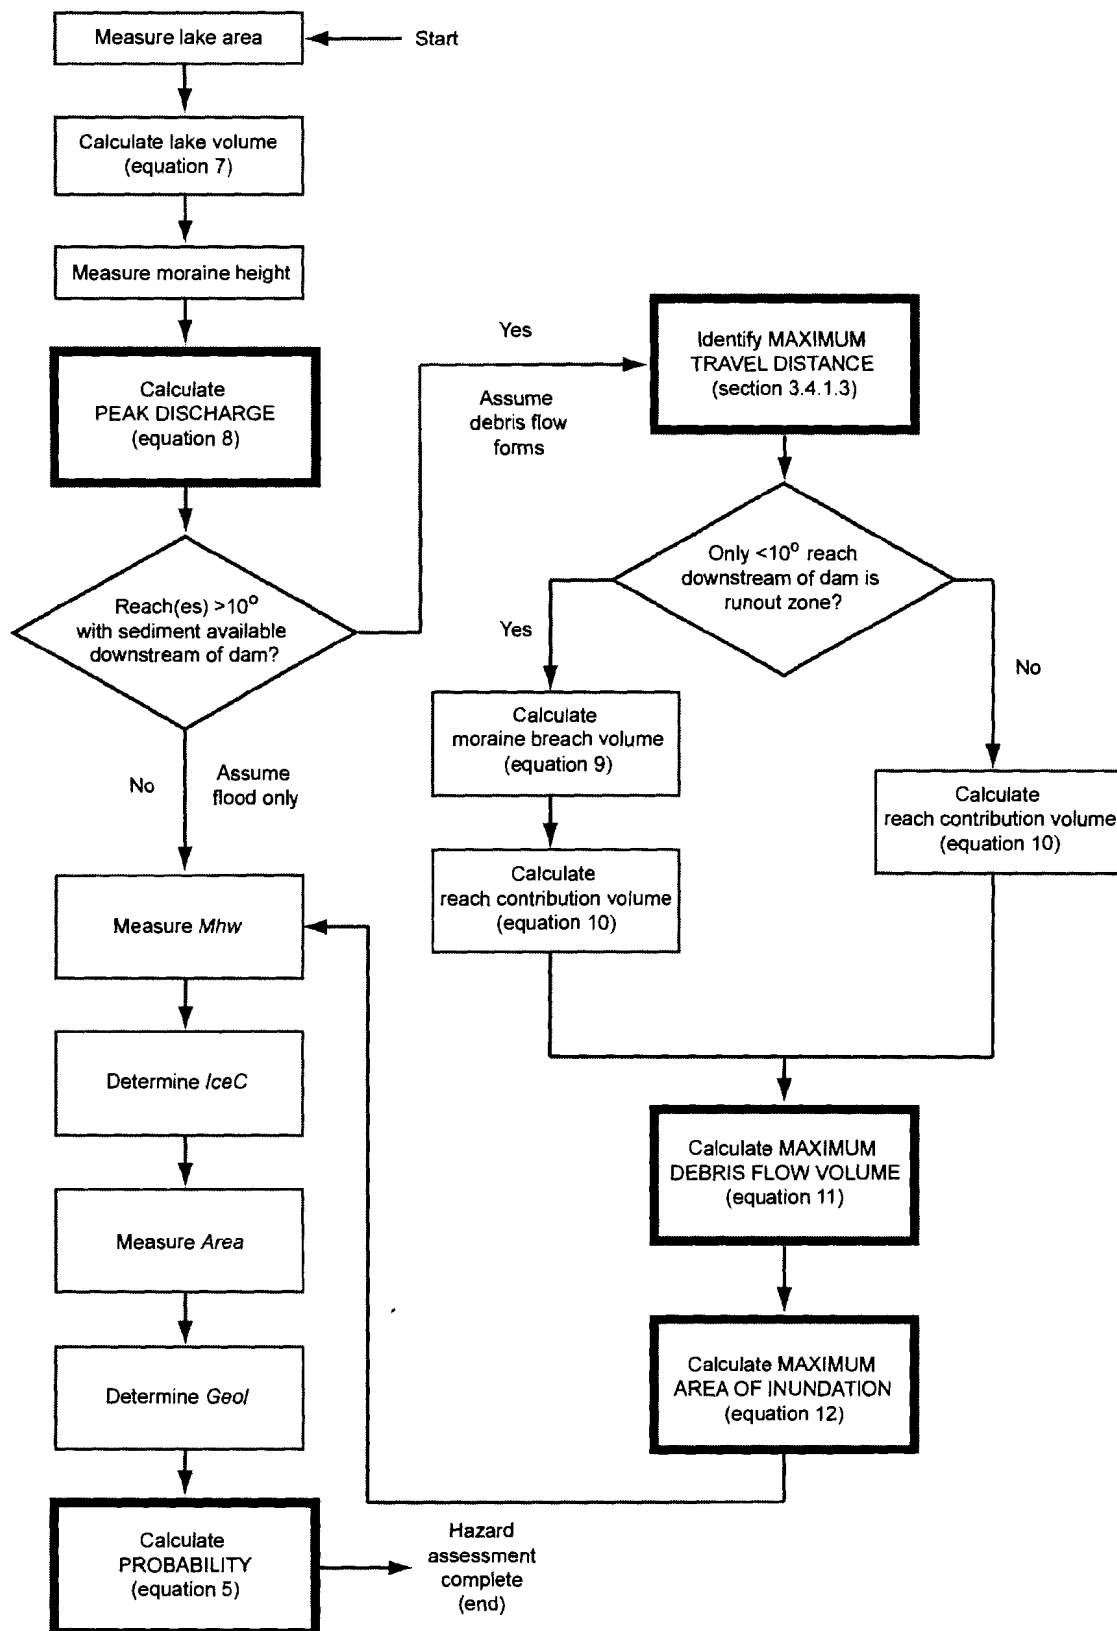 Measure lake area
Start
Calculate lake volume
(equation 7)
Measure moraine height
Calculate
PEAK DISCHARGE
(equation 8)
Reach(es) >10°
with sediment available
downstream of dam?
Yes
Assume
debris flow
forms
Identify MAXIMUM
TRAVEL DISTANCE
(section 3.4.1.3)
Only <10° reach
downstream of dam is
runout zone?
Yes
No
Calculate
moraine breach volume
(equation 9)
Calculate
reach contribution volume
(equation 10)
Calculate
reach contribution volume
(equation 10)
Calculate MAXIMUM
DEBRIS FLOW VOLUME
(equation 11)
Calculate MAXIMUM
AREA OF INUNDATION
(equation 12)
No
Assume
flood only
Measure Mhw
Determine IceC
Measure Area
Determine Geol
Calculate
PROBABILITY
(equation 5)
Hazard
assessment
complete
(end)